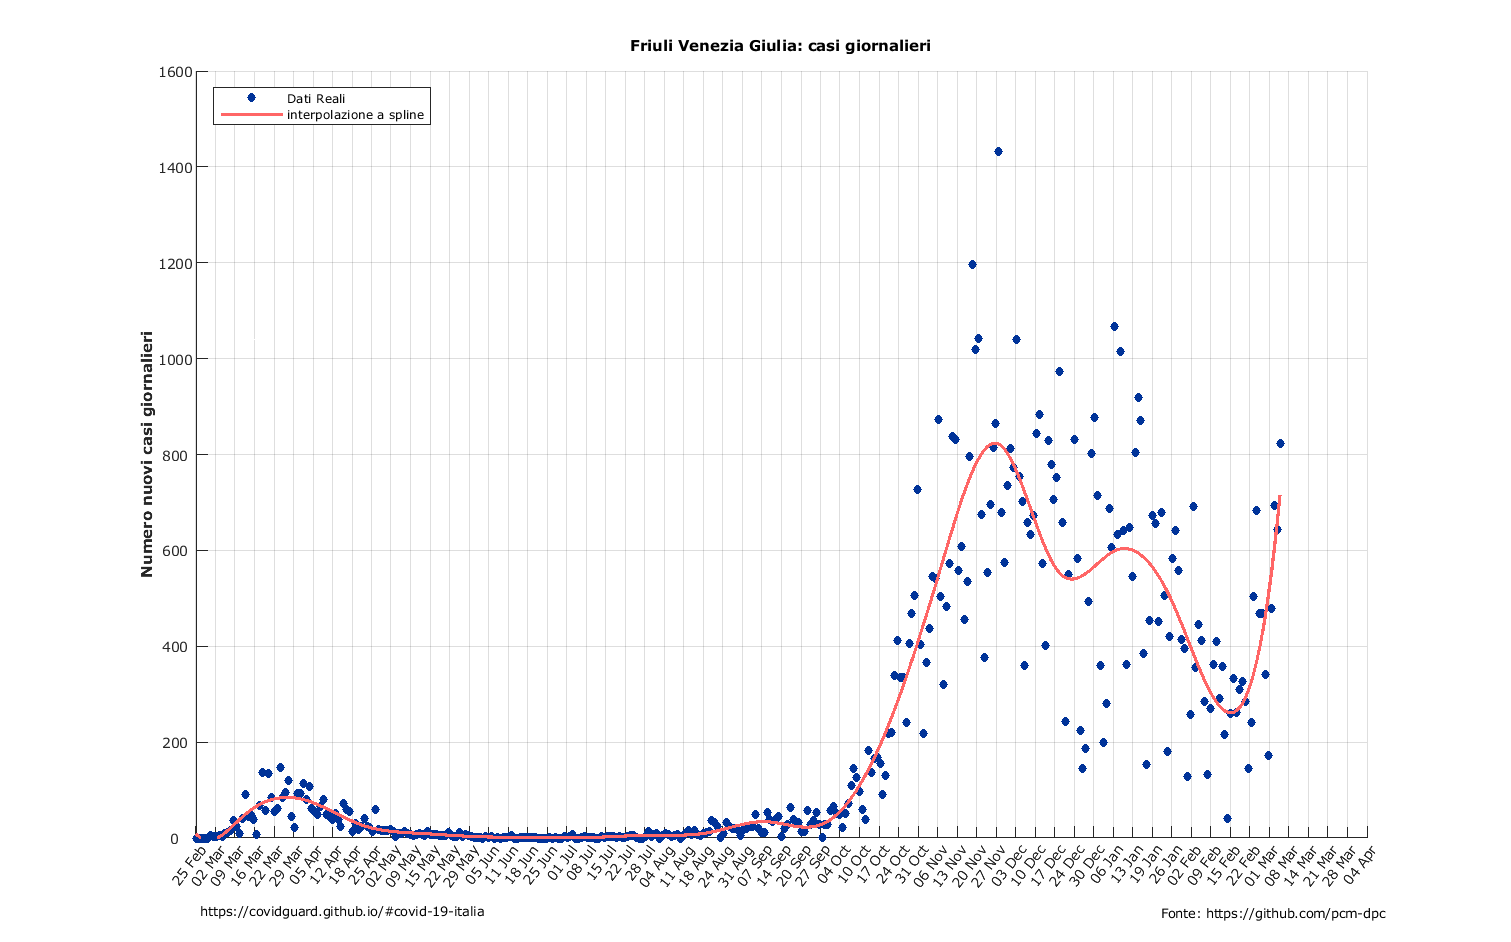 Friuli Venezia Giulia: casi giornalieri
Dati Reali
interpolazione a spline
Numero nuovi casi giornalieri
1600
1400
1200
1000
800
600
400
200
0
25 Feb
02 Mar
09 Mar
16 Mar
22 Mar
29 Mar
05 Apr
12 Apr
18 Apr
25 Apr
02 May
09 May
15 May
22 May
29 May
05 Jun
11 Jun
18 Jun
25 Jun
01 Jul
08 Jul
15 Jul
22 Jul
28 Jul
04 Aug
11 Aug
18 Aug
24 Aug
31 Aug
07 Sep
14 Sep
20 Sep
27 Sep
04 Oct
10 Oct
17 Oct
24 Oct
31 Oct
06 Nov
13 Nov
20 Nov
27 Nov
03 Dec
10 Dec
17 Dec
24 Dec
30 Dec
06 Jan
13 Jan
19 Jan
26 Jan
02 Feb
09 Feb
15 Feb
22 Feb
01 Mar
08 Mar
14 Mar
21 Mar
28 Mar
04 Apr
https://covidguard.github.io/#covid-19-italia
Fonte: https://github.com/pcm-dpc